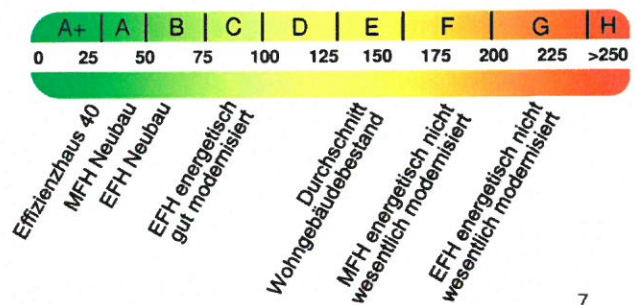 A+ A B C D E F G H
0 25 50 75 100 125 150 175 200 225 >250
Effizienzhaus 40
MFH Neubau
EFH Neubau
EFH energetisch
gut modernisiert
Durchschnitt
Wohngebäudebestand
MFH energetisch nicht
wesentlich modernisiert
EFH energetisch nicht
wesentlich modernisiert
7